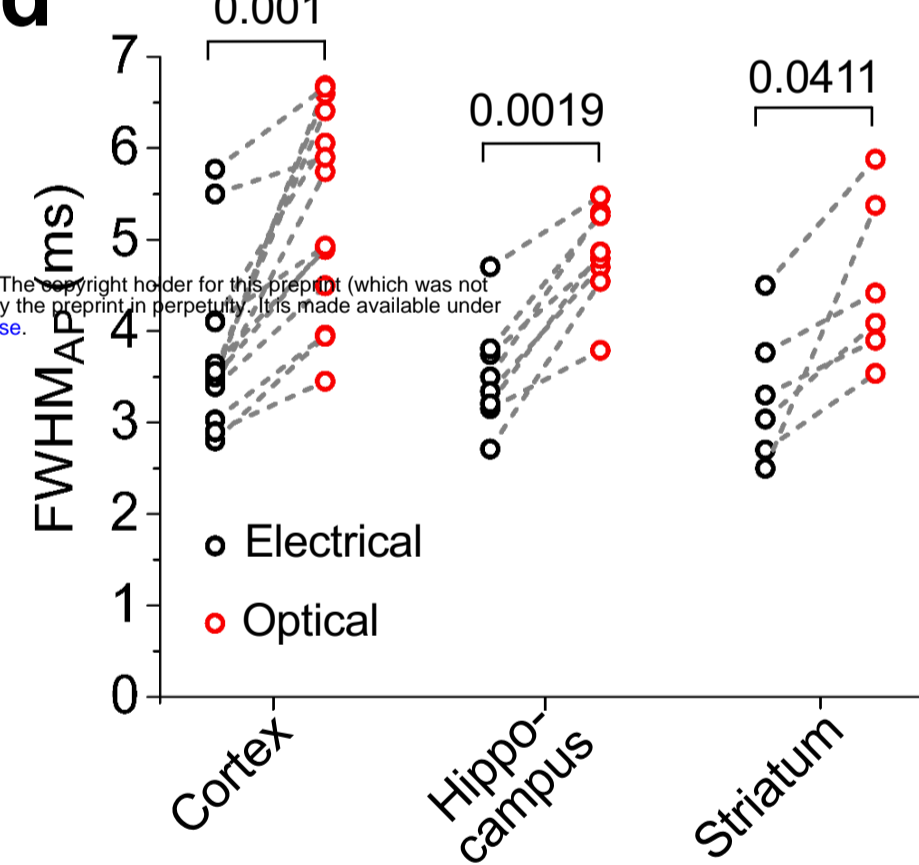 d
0.001
0.0019
0.0411
7
6
5
4
3
2
1
0
FWHMAP (ms)
The copyright holder for this preprint (which was not
y the preprint in perpetuity. It is made available under
se.
Electrical
Optical
Cortex
Hippo-
campus
Striatum